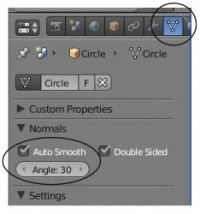 Circle Circle
Circle F
Custom Properties
Normals
Auto Smooth Double Sided
Angle: 30
Settings